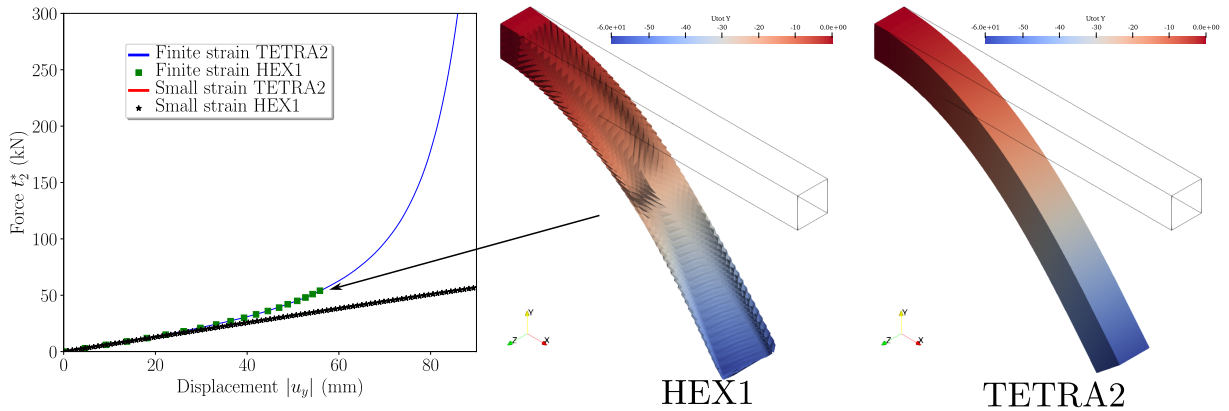 300
250
200
150
100
50
0
Force t₂* (kN)
Finite strain TETRA2
Finite strain HEX1
Small strain TETRA2
Small strain HEX1
0 20 40 60 80
Displacement |u_y| (mm)
Utot Y
-6.0e+01 -50 -40 -30 -20 -10 0.0e+00
Y
Z X
HEX1
Utot Y
-6.0e+01 -50 -40 -30 -20 -10 0.0e+00
Y
Z X
TETRA2